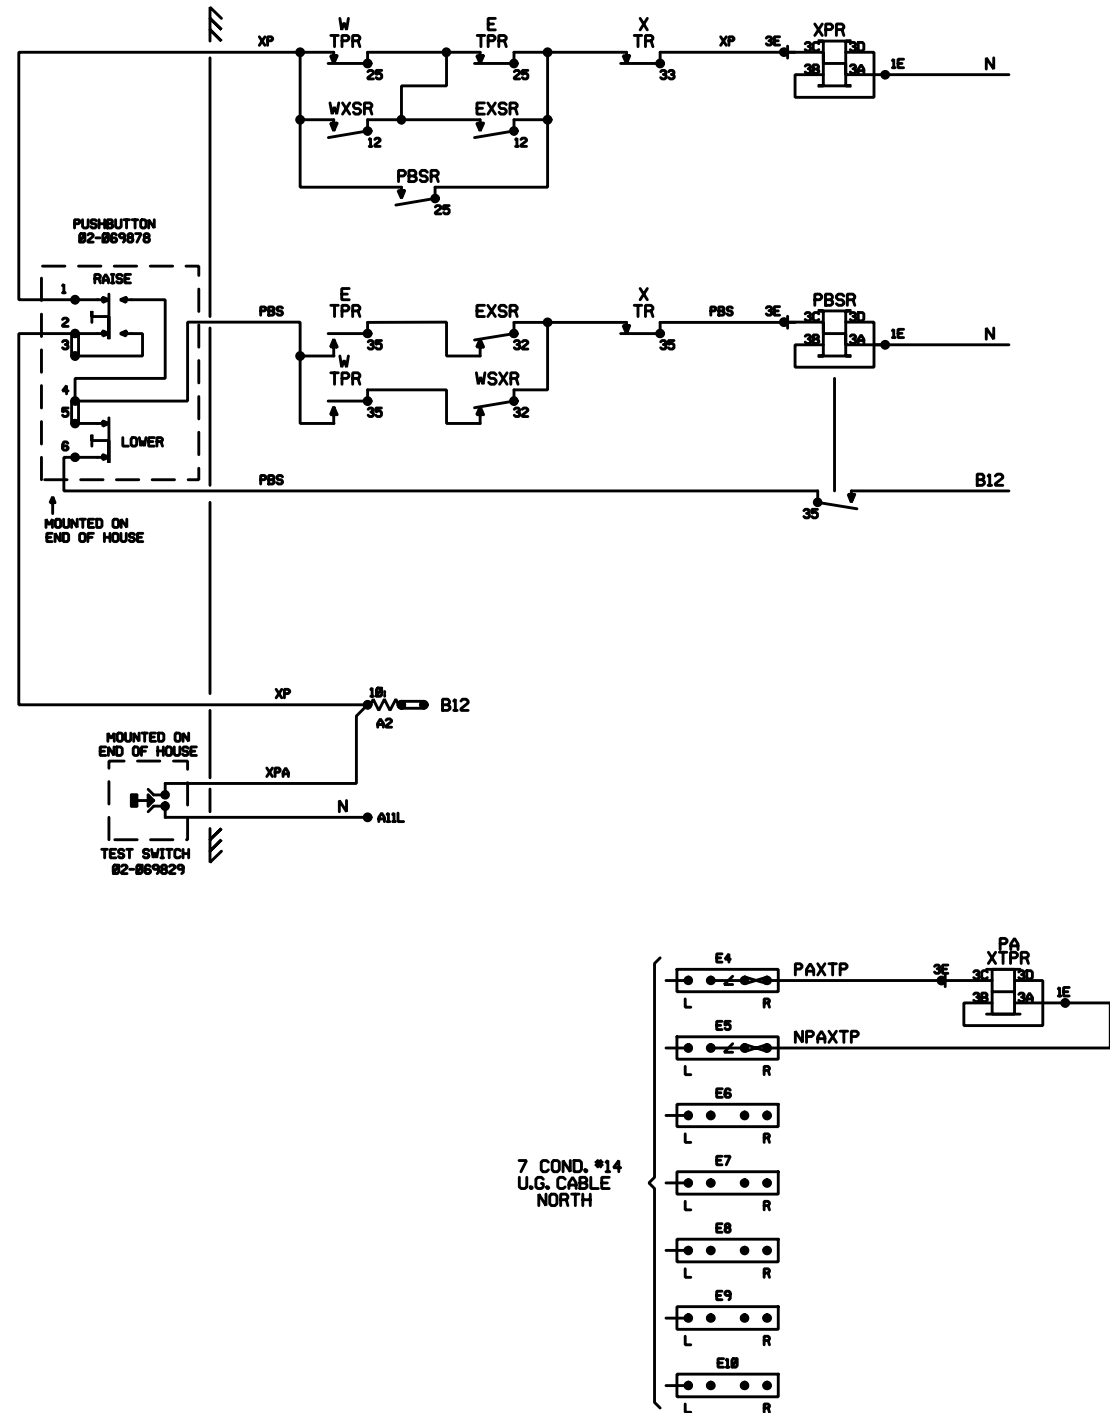 W
TPR
E
TPR
X
TR
XPR
XP
XP
3E
3C
3D
3B
3A
1E
N
25
25
33
WXSR
EXSR
12
12
PBSR
25
PUSHBUTTON
02-069878
RAISE
1
2
3
4
5
6
LOWER
MOUNTED ON
END OF HOUSE
PBS
E
TPR
EXSR
X
TR
PBS
3E
PBSR
3C
3D
3B
3A
1E
N
35
32
35
W
TPR
WSXR
35
32
PBS
B12
35
XP
10Ω
A2
B12
MOUNTED ON
END OF HOUSE
XPA
N
A11L
TEST SWITCH
02-069829
PA
XTPR
E4
PAXTP
3E
3C
3D
3B
3A
1E
L
R
E5
NPAXTP
L
R
E6
L
R
E7
L
R
7 COND. #14
U.G. CABLE
NORTH
E8
L
R
E9
L
R
E10
L
R